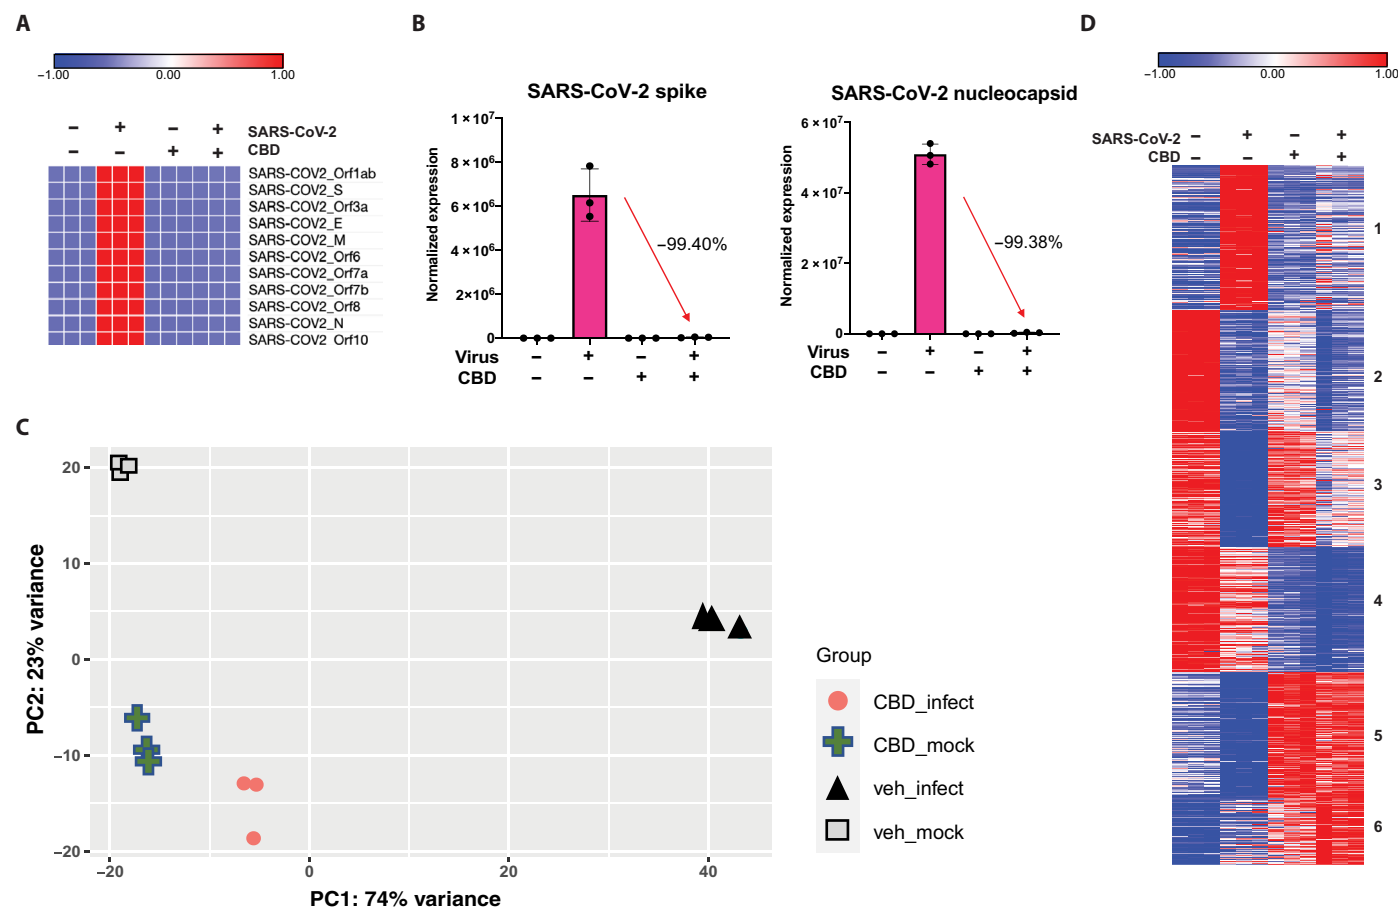 A
−1.00 0.00 1.00
− + − + SARS-CoV-2
− − + + CBD
SARS-COV2_Orf1ab
SARS-COV2_S
SARS-COV2_Orf3a
SARS-COV2_E
SARS-COV2_M
SARS-COV2_Orf6
SARS-COV2_Orf7a
SARS-COV2_Orf7b
SARS-COV2_Orf8
SARS-COV2_N
SARS-COV2_Orf10
B
SARS-CoV-2 spike
Normalized expression
1 × 10⁷
8 × 10⁶
6 × 10⁶
4 × 10⁶
2 × 10⁶
0
−99.40%
Virus − + − +
CBD − − + +
SARS-CoV-2 nucleocapsid
Normalized expression
6 × 10⁷
4 × 10⁷
2 × 10⁷
0
−99.38%
Virus − + − +
CBD − − + +
C
PC2: 23% variance
20
10
0
−10
−20
−20 0 20 40
PC1: 74% variance
Group
CBD_infect
CBD_mock
veh_infect
veh_mock
D
−1.00 0.00 1.00
SARS-CoV-2 − + − +
CBD − − + +
1
2
3
4
5
6